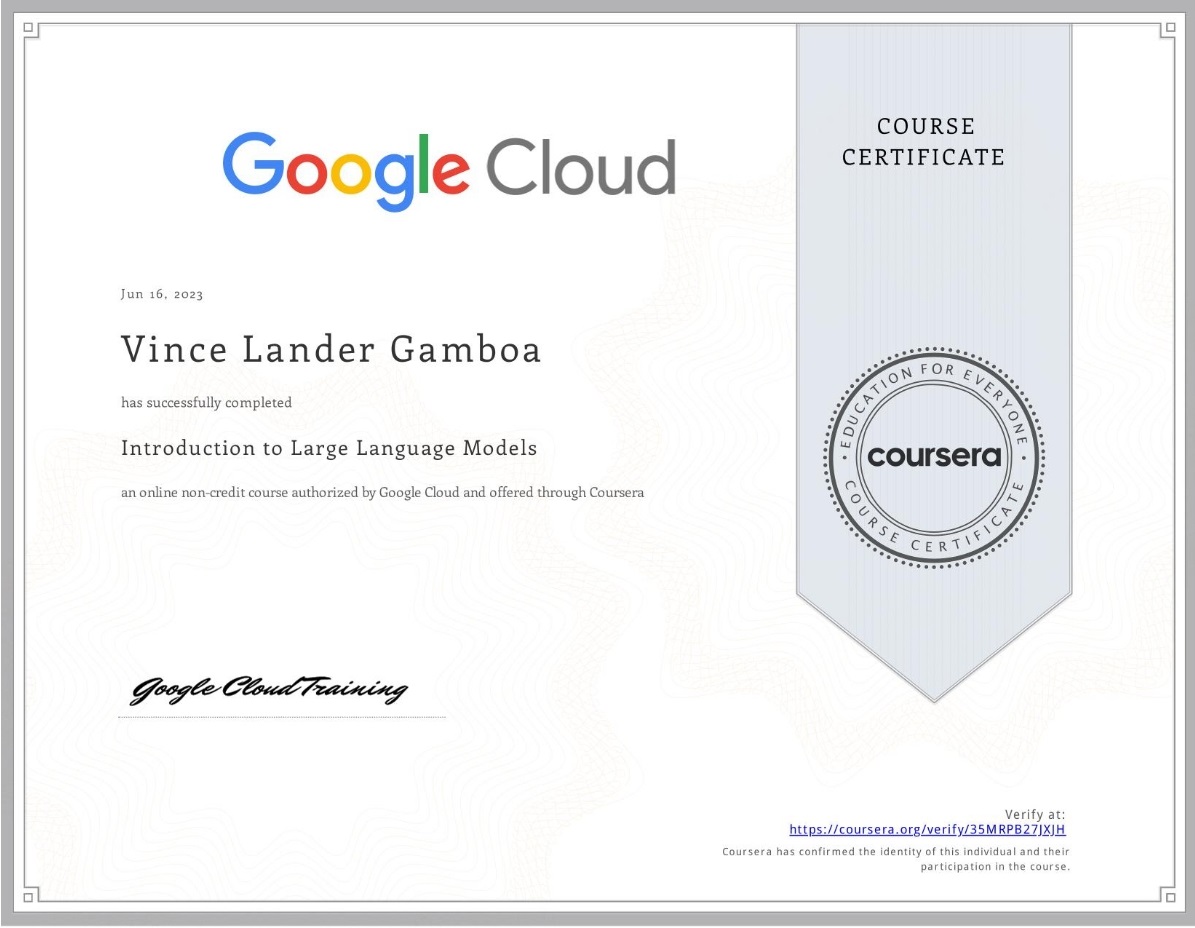 Google Cloud
COURSE
CERTIFICATE
Jun 16, 2023
Vince Lander Gamboa
has successfully completed
Introduction to Large Language Models
an online non-credit course authorized by Google Cloud and offered through Coursera
EDUCATION FOR EVERYONE
coursera
COURSE CERTIFICATE
Google Cloud Training
Verify at:
https://coursera.org/verify/35MRPB27JXJH
Coursera has confirmed the identity of this individual and their
participation in the course.